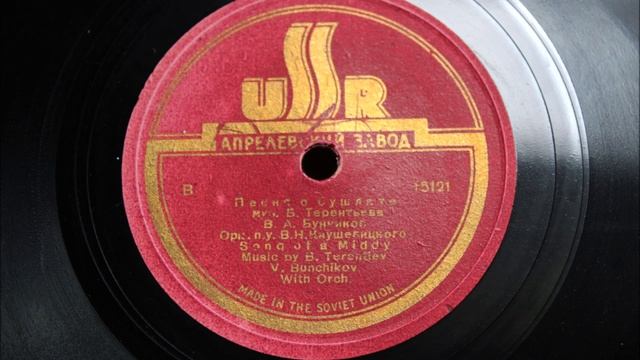 USSR
АПРЕЛЕВСКИЙ ЗАВОД
В 15121
Песня о Сушлете
муз. Б. Терентьева
В. А. Бунчиков
Орк. п/у. В. Н. Кнушевицкого
Song of a Middy
Music by B. Terentiev
V. Bunchikov
With Orch.
MADE IN THE SOVIET UNION